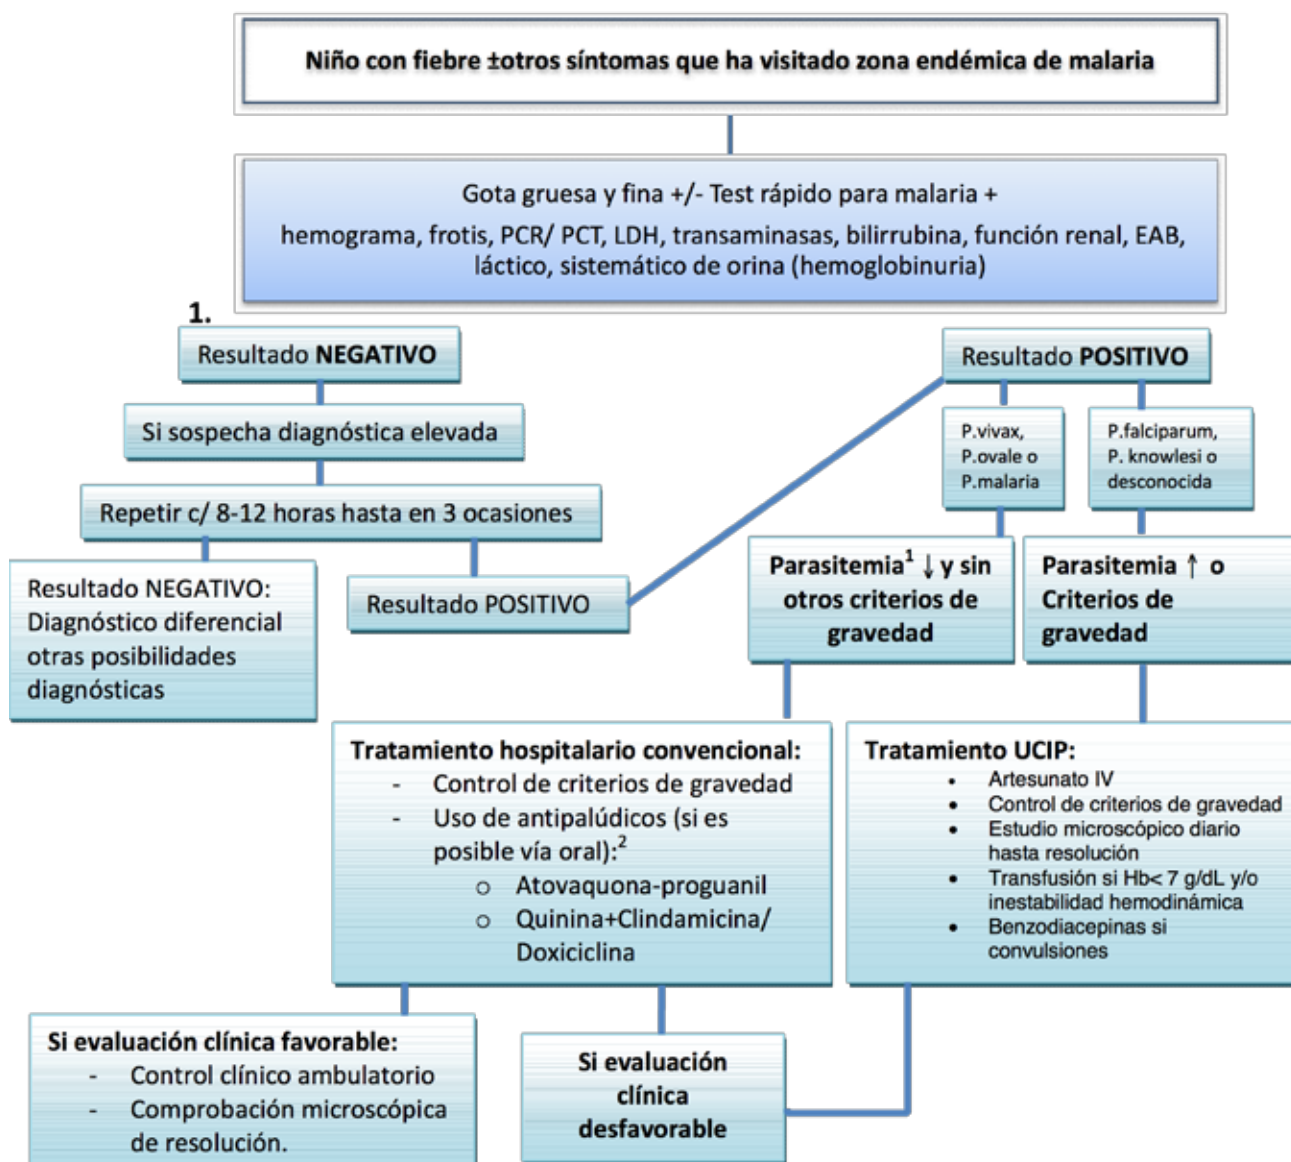 Niño con fiebre ±otros síntomas que ha visitado zona endémica de malaria
Gota gruesa y fina +/- Test rápido para malaria +
hemograma, frotis, PCR/ PCT, LDH, transaminasas, bilirrubina, función renal, EAB,
láctico, sistemático de orina (hemoglobinuria)
1.
Resultado NEGATIVO
Si sospecha diagnóstica elevada
Repetir c/ 8-12 horas hasta en 3 ocasiones
Resultado NEGATIVO:
Diagnóstico diferencial
otras posibilidades
diagnósticas
Resultado POSITIVO
Resultado POSITIVO
P.vivax,
P.ovale o
P.malaria
P.falciparum,
P. knowlesi o
desconocida
Parasitemia¹ ↓ y sin
otros criterios de
gravedad
Parasitemia ↑ o
Criterios de
gravedad
Tratamiento hospitalario convencional:
- Control de criterios de gravedad
- Uso de antipalúdicos (si es
posible vía oral):²
o Atovaquona-proguanil
o Quinina+Clindamicina/
Doxiciclina
Tratamiento UCIP:
• Artesunato IV
• Control de criterios de gravedad
• Estudio microscópico diario
hasta resolución
• Transfusión si Hb< 7 g/dL y/o
inestabilidad hemodinámica
• Benzodiacepinas si
convulsiones
Si evaluación clínica favorable:
- Control clínico ambulatorio
- Comprobación microscópica
de resolución.
Si evaluación
clínica
desfavorable